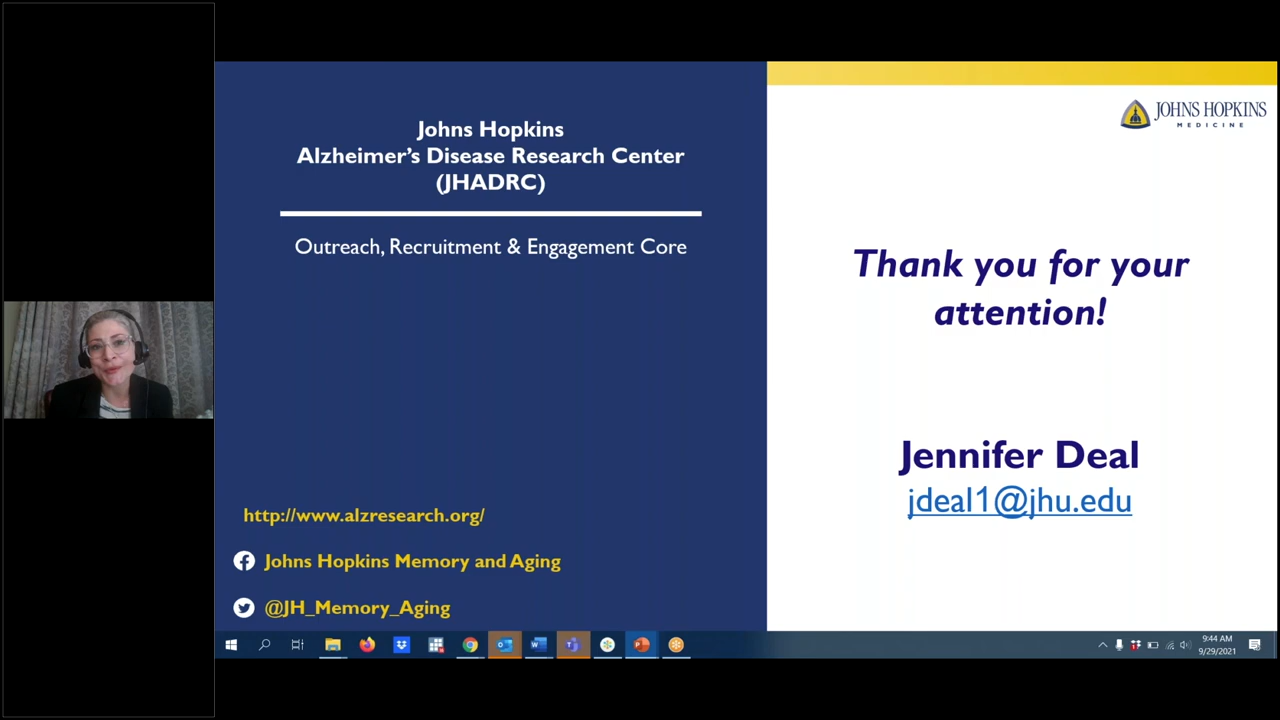 Johns Hopkins
Alzheimer's Disease Research Center
(JHADRC)
Outreach, Recruitment & Engagement Core
http://www.alzresearch.org/
Johns Hopkins Memory and Aging
@JH_Memory_Aging
JOHNS HOPKINS
MEDICINE
Thank you for your
attention!
Jennifer Deal
jdeal1@jhu.edu
9:44 AM
9/29/2021